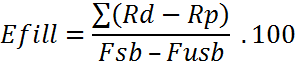 Efill = ∑(Rd − Rp) / Fsb – Fusb . 100